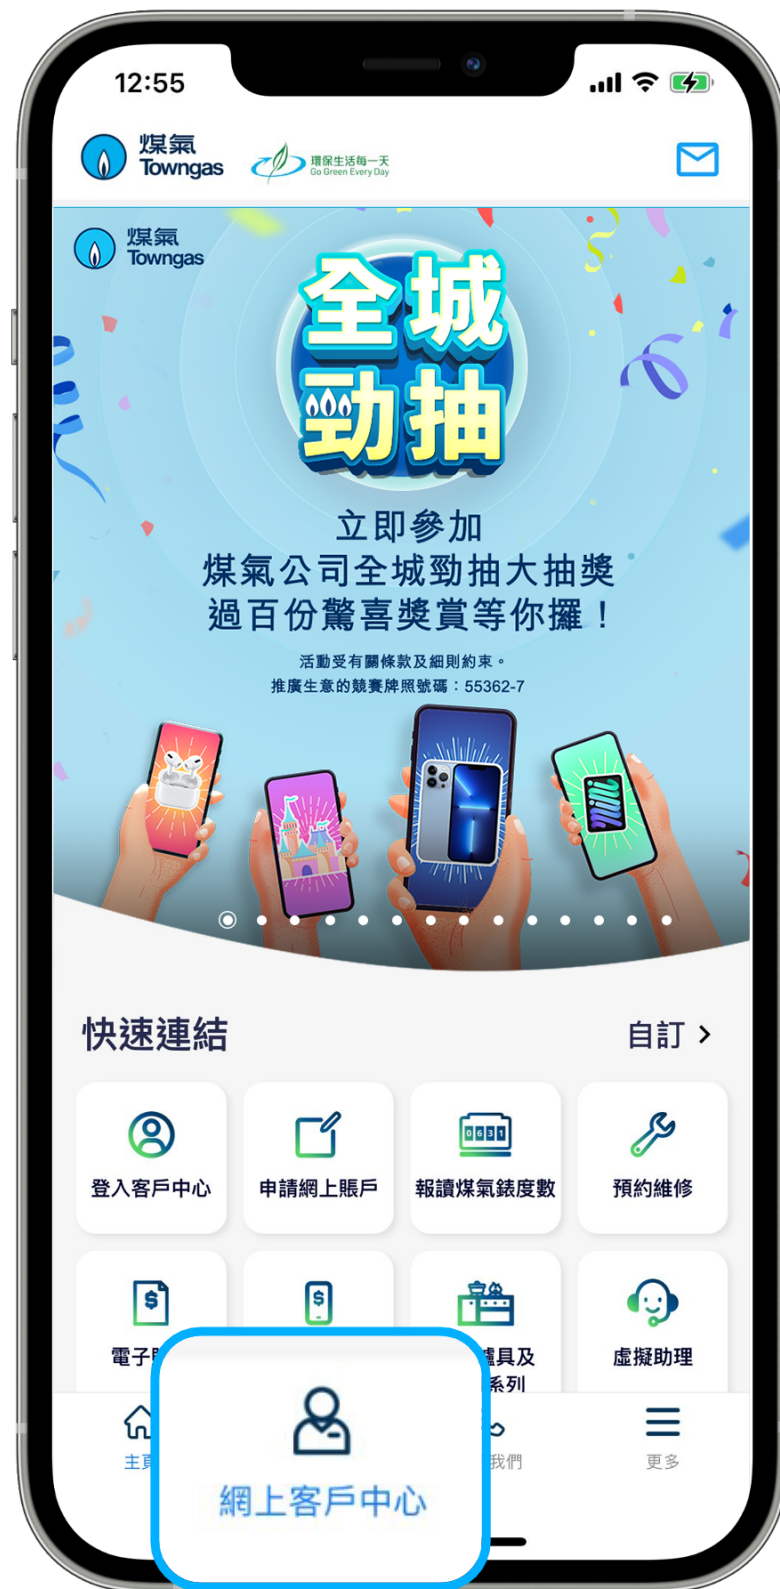 12:55
煤氣
Towngas
環保生活每一天
Go Green Every Day
煤氣
Towngas
全城
勁抽
立即參加
煤氣公司全城勁抽大抽獎
過百份驚喜獎賞等你攞！
活動受有關條款及細則約束。
推廣生意的競賽牌照號碼：55362-7
快速連結
自訂 >
登入客戶中心
申請網上賬戶
0631
報讀煤氣錶度數
預約維修
電子
爐具及
系列
虛擬助理
主
我們
更多
網上客戶中心